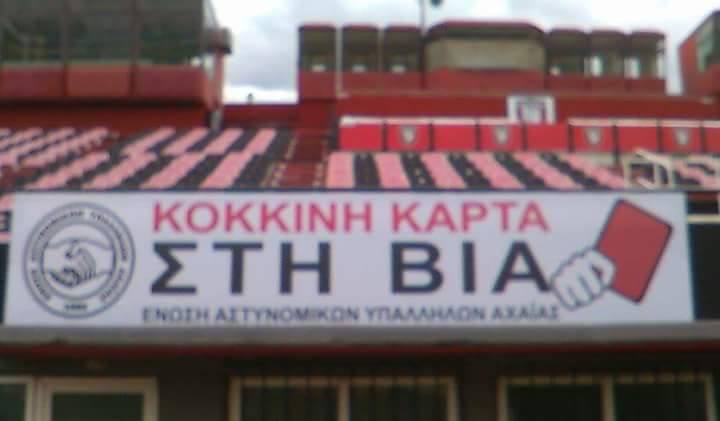 ΚΟΚΚΙΝΗ ΚΑΡΤΑ
ΣΤΗ ΒΙΑ
ΕΝΩΣΗ ΑΣΤΥΝΟΜΙΚΩΝ ΥΠΑΛΛΗΛΩΝ ΑΧΑΪΑΣ